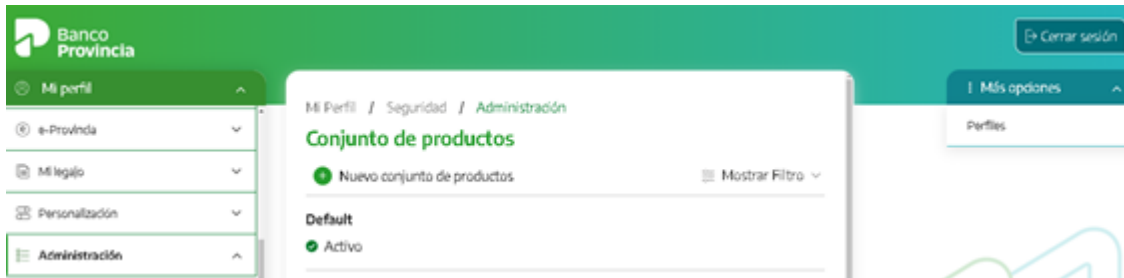 Banco
Provincia
Cerrar sesión
Mi perfil
Más opciones
Mi Perfil / Seguridad / Administración
e-Provincia
Perfiles
Conjunto de productos
Mi legajo
Nuevo conjunto de productos
Mostrar Filtro
Personalización
Default
Activo
Administración